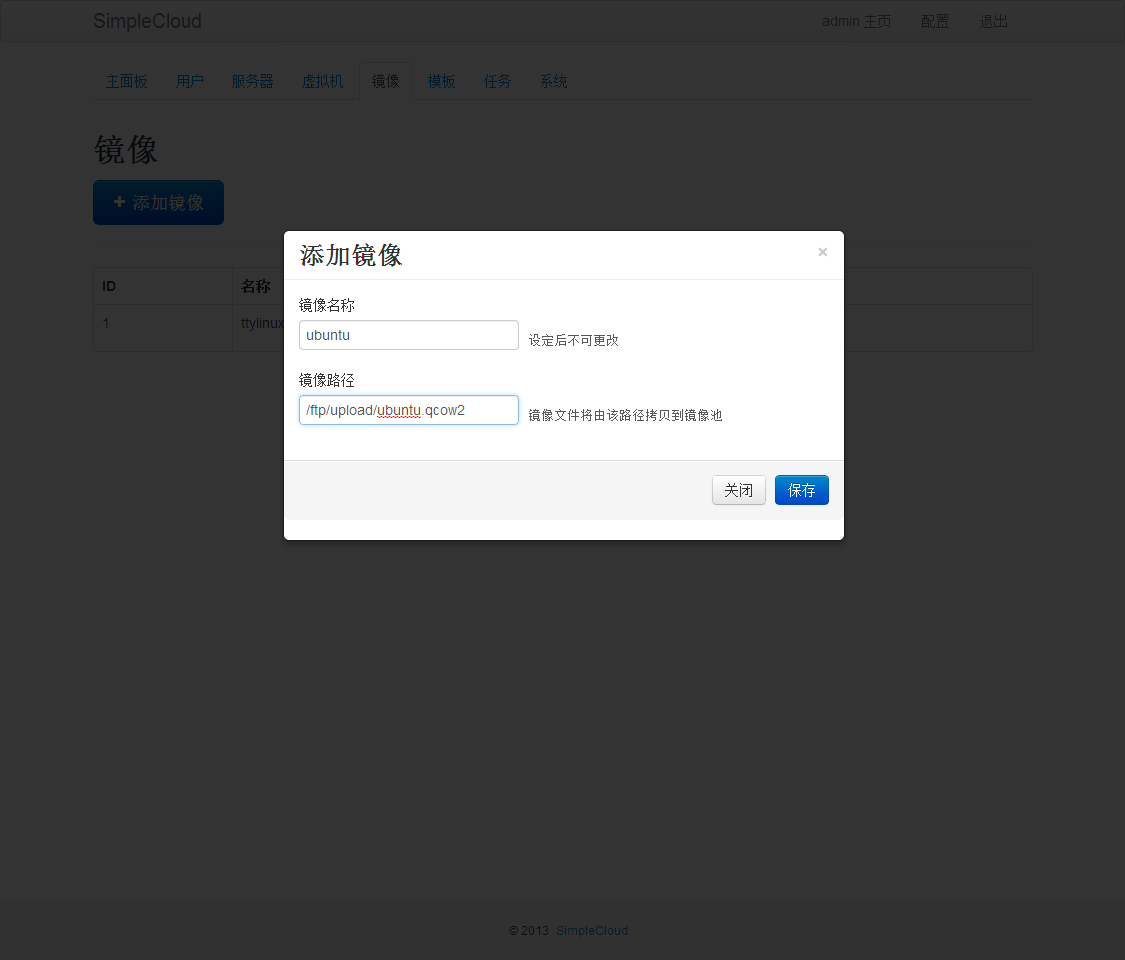 SimpleCloud admin 主页 配置 退出
主面板 用户 服务器 虚拟机 镜像 模板 任务 系统
镜像
+ 添加镜像
添加镜像 ×
ID 名称
镜像名称
1 ttylinux
ubuntu 设定后不可更改
镜像路径
/ftp/upload/ubuntu.qcow2 镜像文件将由该路径拷贝到镜像池
关闭 保存
© 2013 SimpleCloud